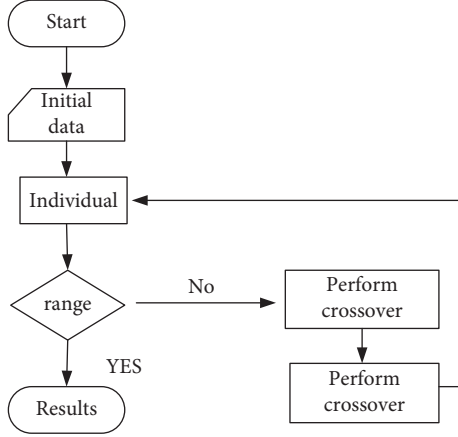 Start
Initial
data
Individual
range
No
Perform
crossover
YES
Perform
crossover
Results